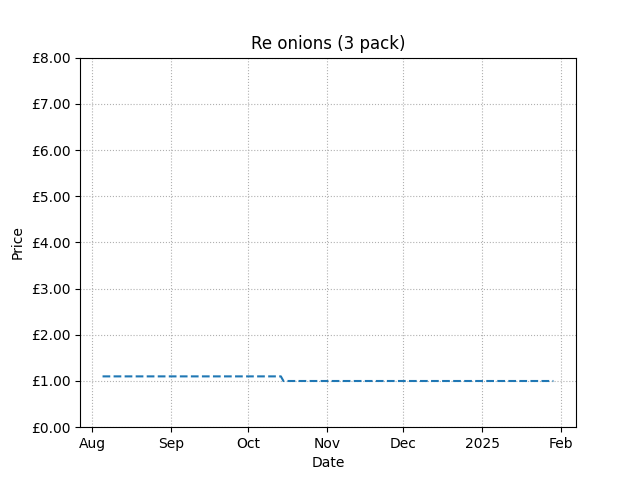 Re onions (3 pack)
£8.00
£7.00
£6.00
£5.00
£4.00
£3.00
£2.00
£1.00
£0.00
Price
Aug Sep Oct Nov Dec 2025 Feb
Date